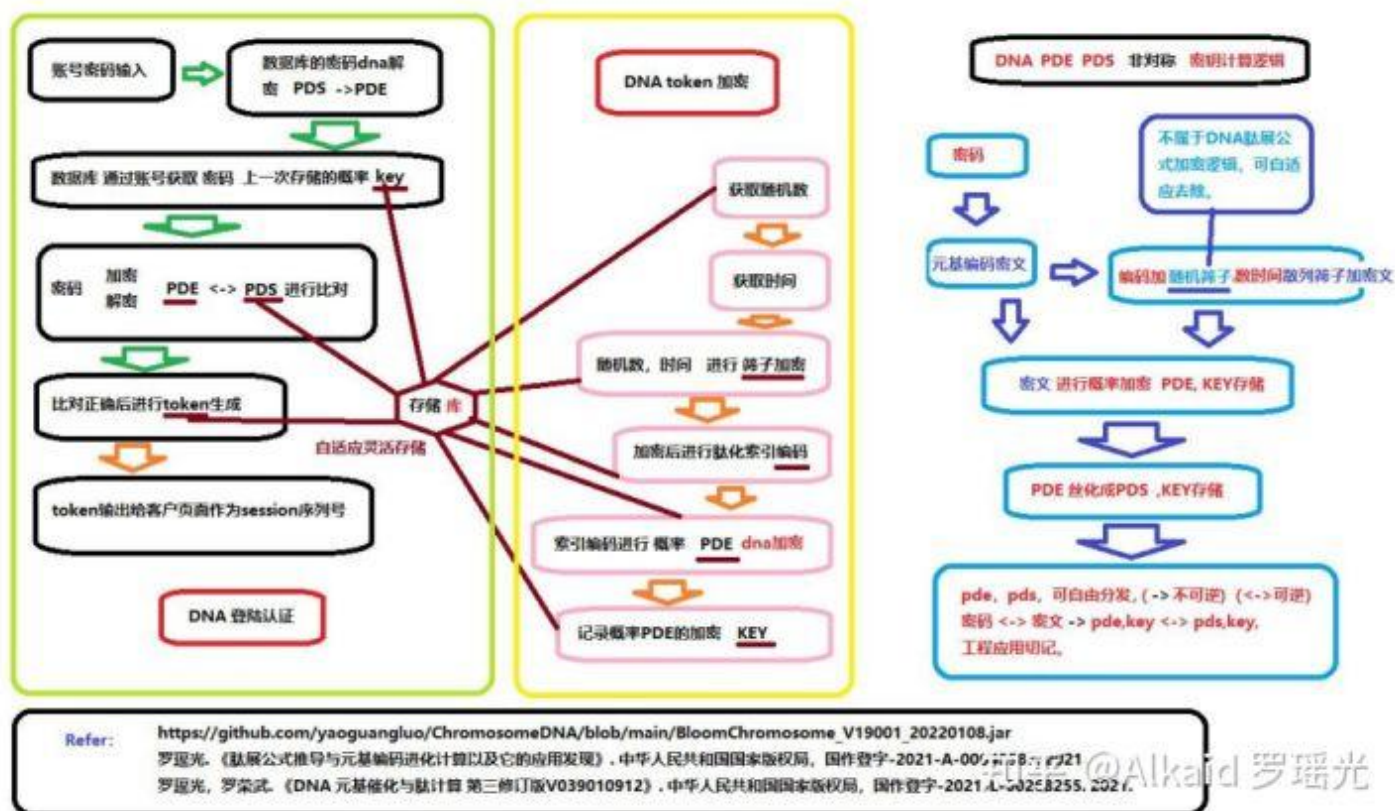 账号密码输入
数据库的密码dna解
密 PDS ->PDE
数据库 通过账号获取 密码 上一次存储的概率 key
密码 加密 解密 PDE <-> PDS 进行比对
比对正确后进行token生成
token输出给客户页面作为session序列号
DNA 登陆认证
存储 库
自适应灵活存储
DNA token 加密
获取随机数
获取时间
随机数，时间 进行 筛子加密
加密后进行肽化索引编码
索引编码进行 概率 PDE dna加密
记录概率PDE的加密 KEY
DNA PDE PDS 非对称 密钥计算逻辑
密码
不属于DNA肽展公
式加密逻辑，可自适
应去除。
元基编码密文
编码加随机筛子,数时间散列筛子加密文
密文 进行概率加密 PDE, KEY存储
PDE 丝化成PDS ,KEY存储
pde，pds，可自由分发, ( -> 不可逆) (<->可逆)
密码 <-> 密文 -> pde,key <-> pds,key,
工程应用切记。
Refer: https://github.com/yaoguangluo/ChromosomeDNA/blob/main/BloomChromosome_V19001_20220108.jar
罗瑶光. 《肽展公式推导与元基编码进化计算以及它的应用发现》. 中华人民共和国国家版权局，国作登字-2021-A-
罗瑶光，罗荣武. 《DNA 元基催化与肽计算 第三修订版V039010912》. 中华人民共和国国家版权局，国作登字-2021-L-00258255. 2021.
知乎 @Alkaid 罗瑶光